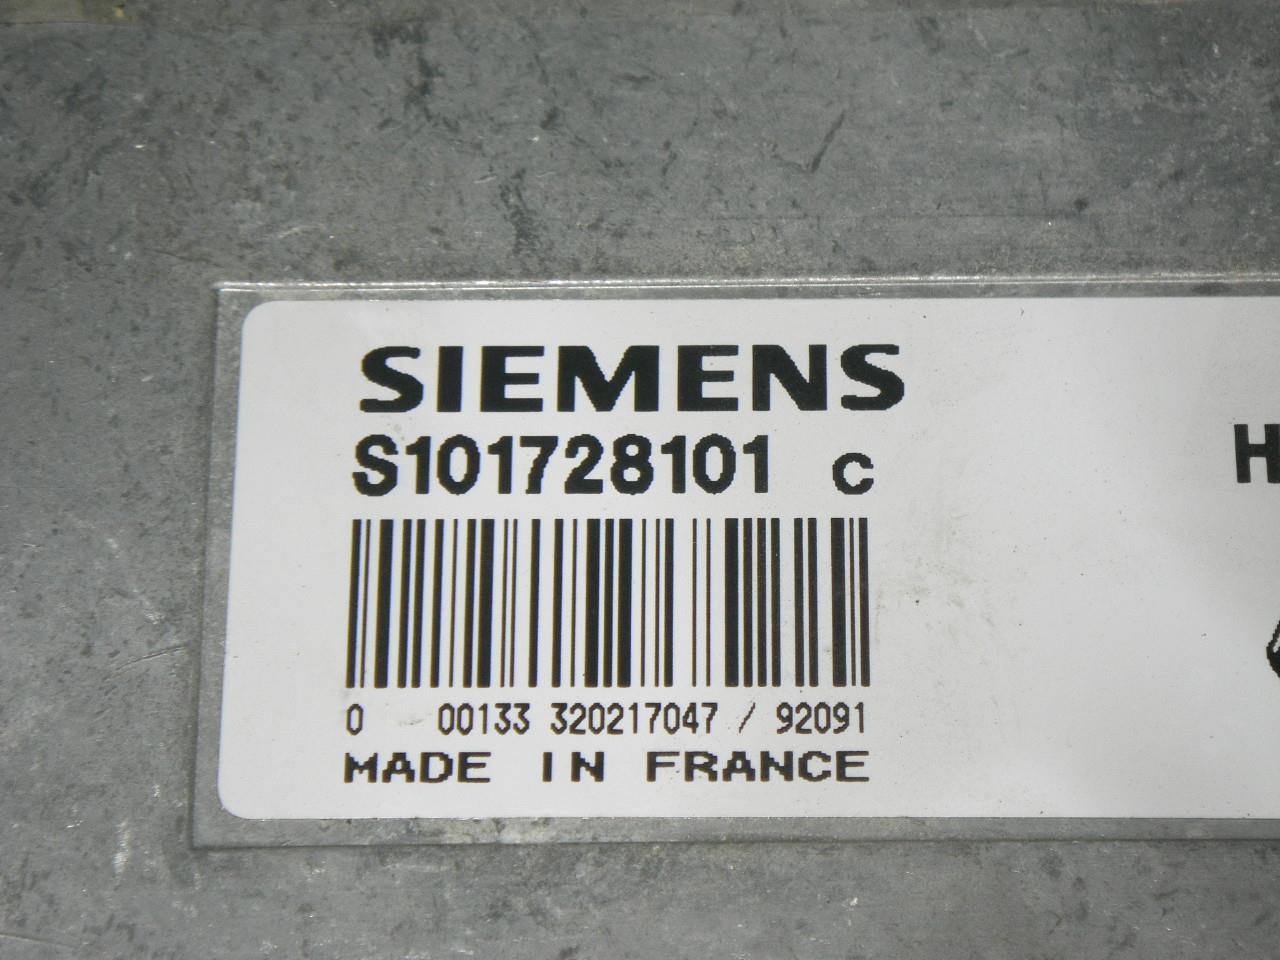 SIEMENS
S101728101 C
H
0 00133 320217047 / 92091
MADE IN FRANCE